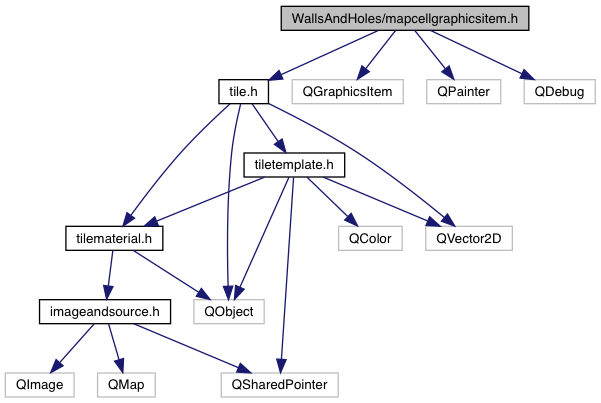 WallsAndHoles/mapcellgraphicsitem.h
tile.h
QGraphicsItem
QPainter
QDebug
tiletemplate.h
tilematerial.h
QColor
QVector2D
imageandsource.h
QObject
QImage
QMap
QSharedPointer